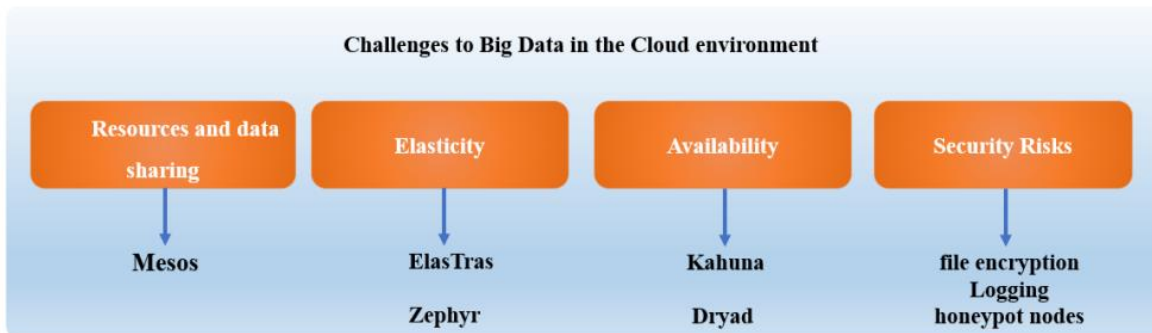 Challenges to Big Data in the Cloud environment
Resources and data
sharing
Elasticity
Availability
Security Risks
Mesos
ElasTras
Zephyr
Kahuna
Dryad
file encryption
Logging
honeypot nodes